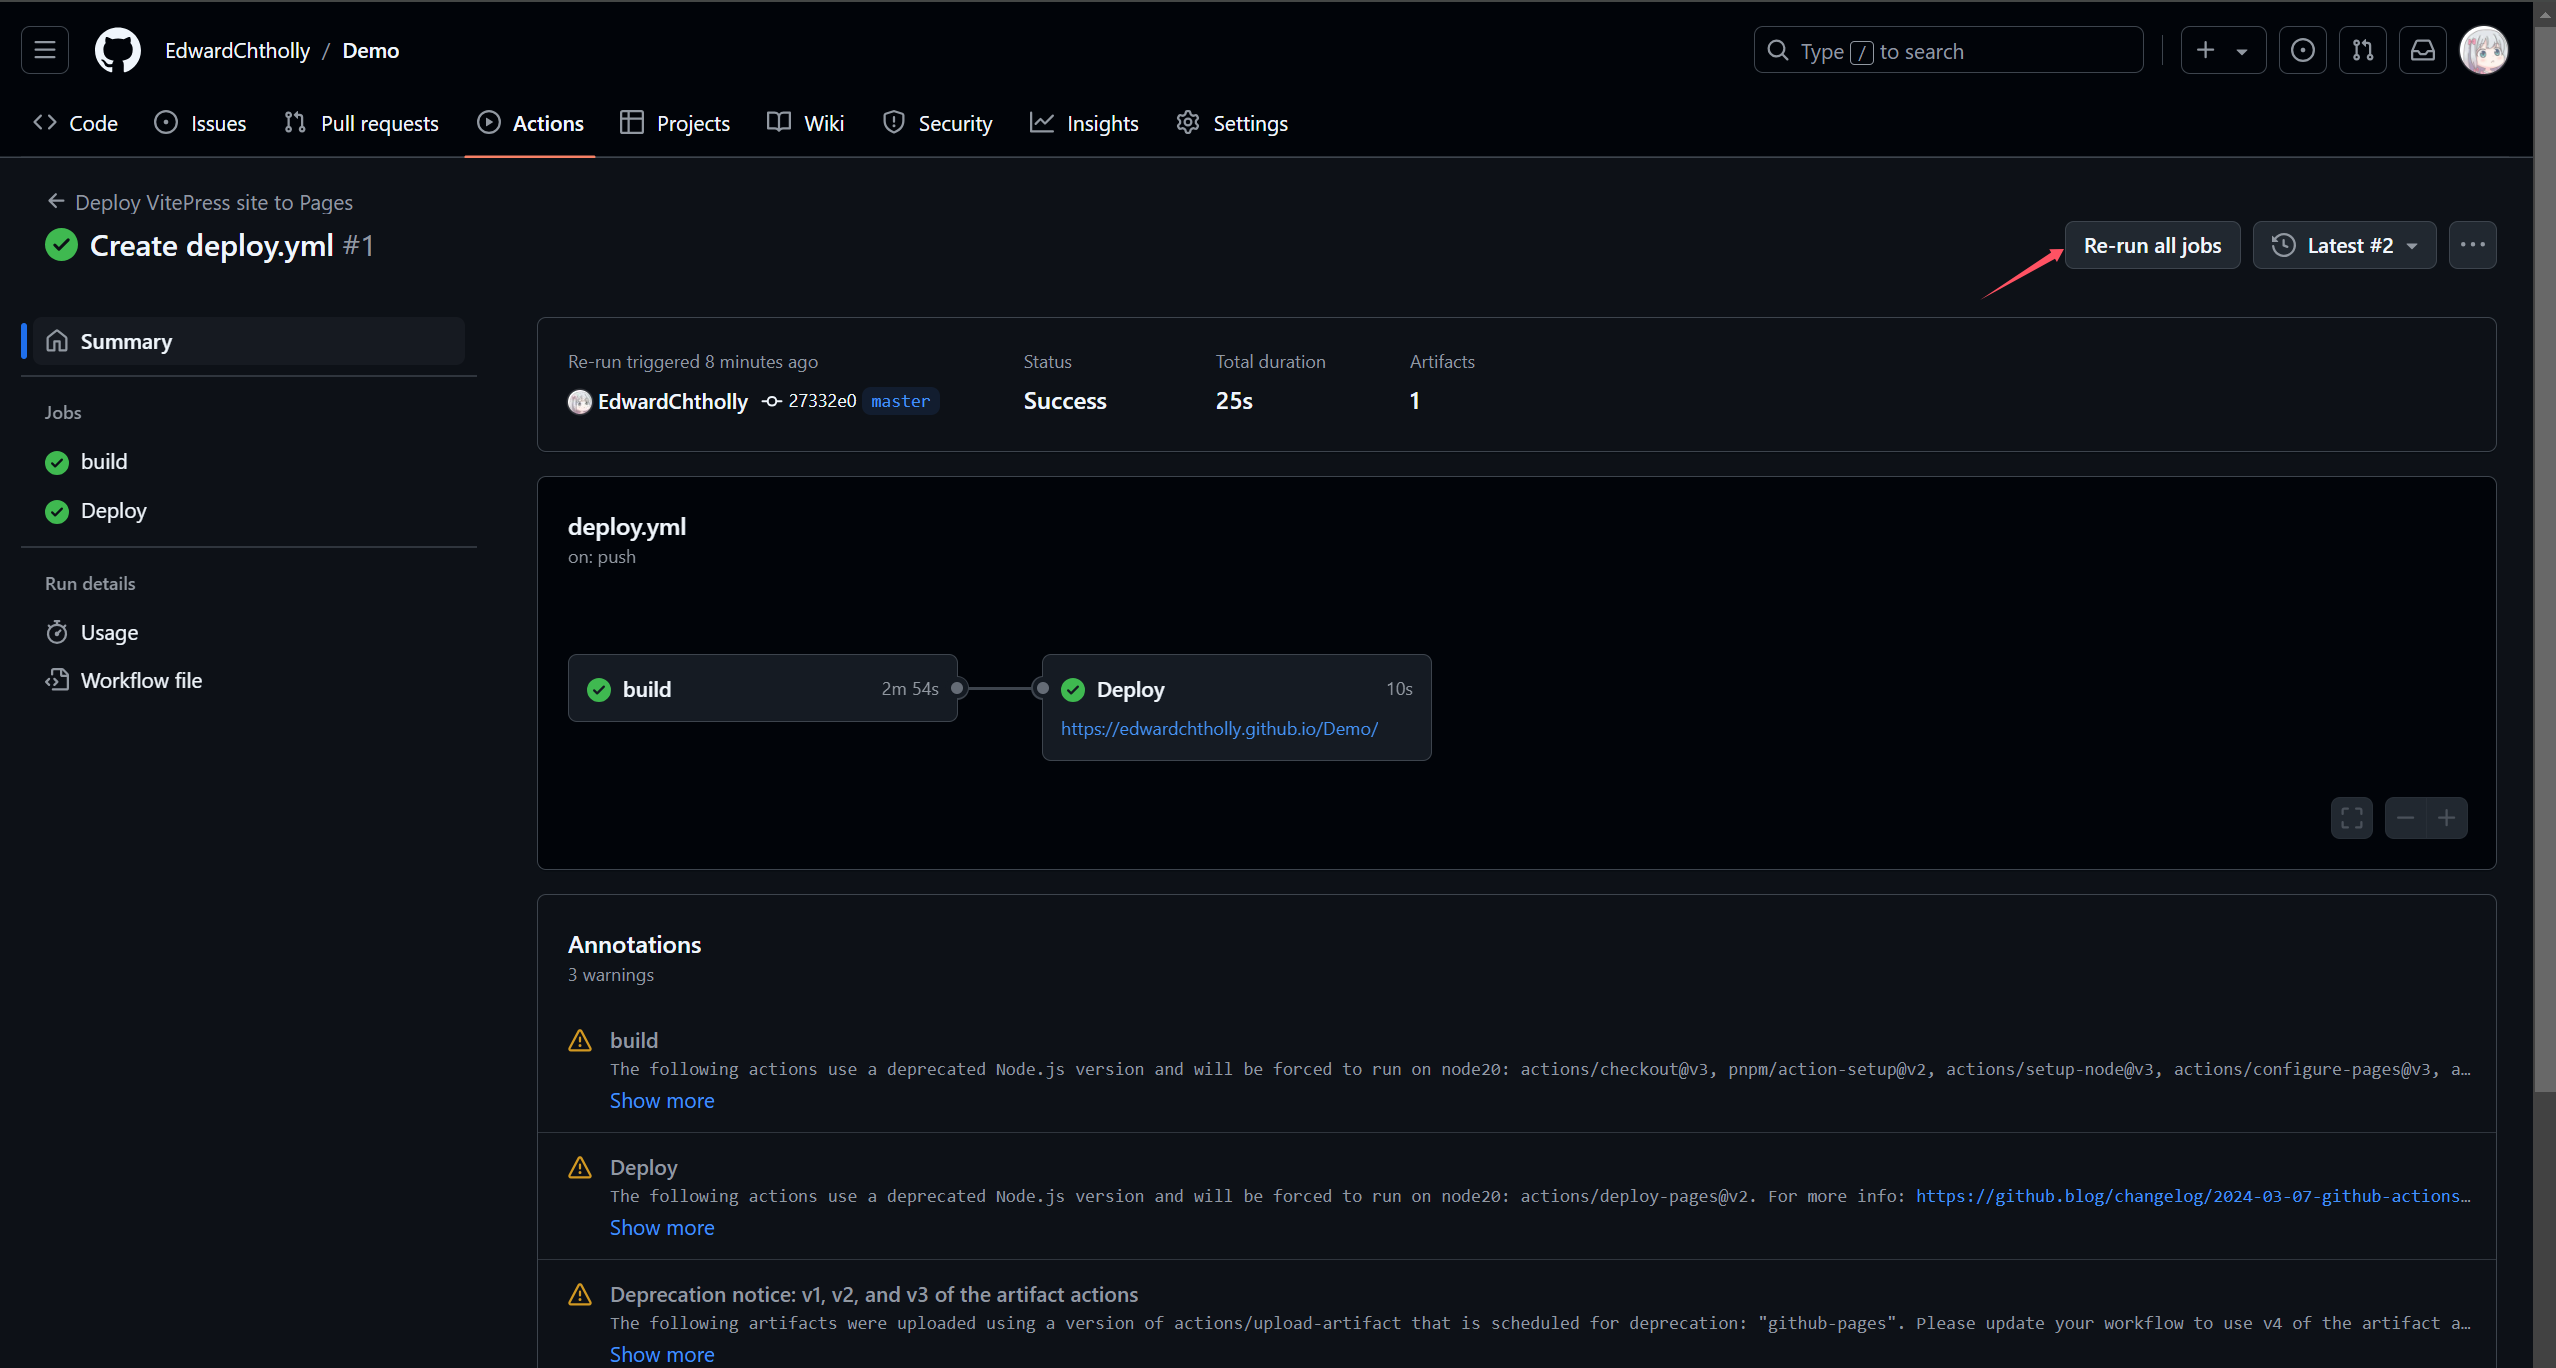 EdwardChtholly / Demo
Type / to search
Code Issues Pull requests Actions Projects Wiki Security Insights Settings
Deploy VitePress site to Pages
Create deploy.yml #1
Re-run all jobs
Latest #2
Summary
Jobs
build
Deploy
Run details
Usage
Workflow file
Re-run triggered 8 minutes ago
EdwardChtholly 27332e0 master
Status
Success
Total duration
25s
Artifacts
1
deploy.yml
on: push
build 2m 54s
Deploy 10s
https://edwardchtholly.github.io/Demo/
Annotations
3 warnings
build
The following actions use a deprecated Node.js version and will be forced to run on node20: actions/checkout@v3, pnpm/action-setup@v2, actions/setup-node@v3, actions/configure-pages@v3, a…
Show more
Deploy
The following actions use a deprecated Node.js version and will be forced to run on node20: actions/deploy-pages@v2. For more info: https://github.blog/changelog/2024-03-07-github-actions…
Show more
Deprecation notice: v1, v2, and v3 of the artifact actions
The following artifacts were uploaded using a version of actions/upload-artifact that is scheduled for deprecation: "github-pages". Please update your workflow to use v4 of the artifact a…
Show more